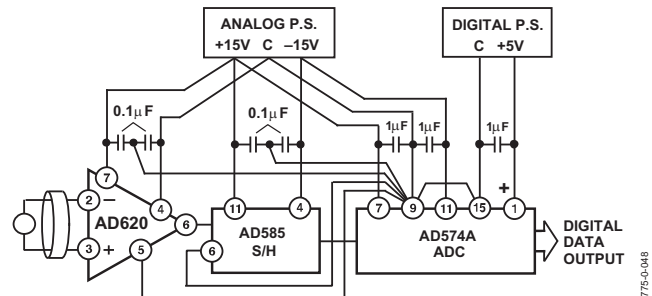 ANALOG P.S.
+15V C –15V
DIGITAL P.S.
C +5V
0.1µF
0.1µF
1µF
1µF
1µF
7
2
–
4
AD620
3
+
5
6
11
4
6
AD585
S/H
7
9
11
15
1
+
AD574A
ADC
DIGITAL
DATA
OUTPUT
775-0-048